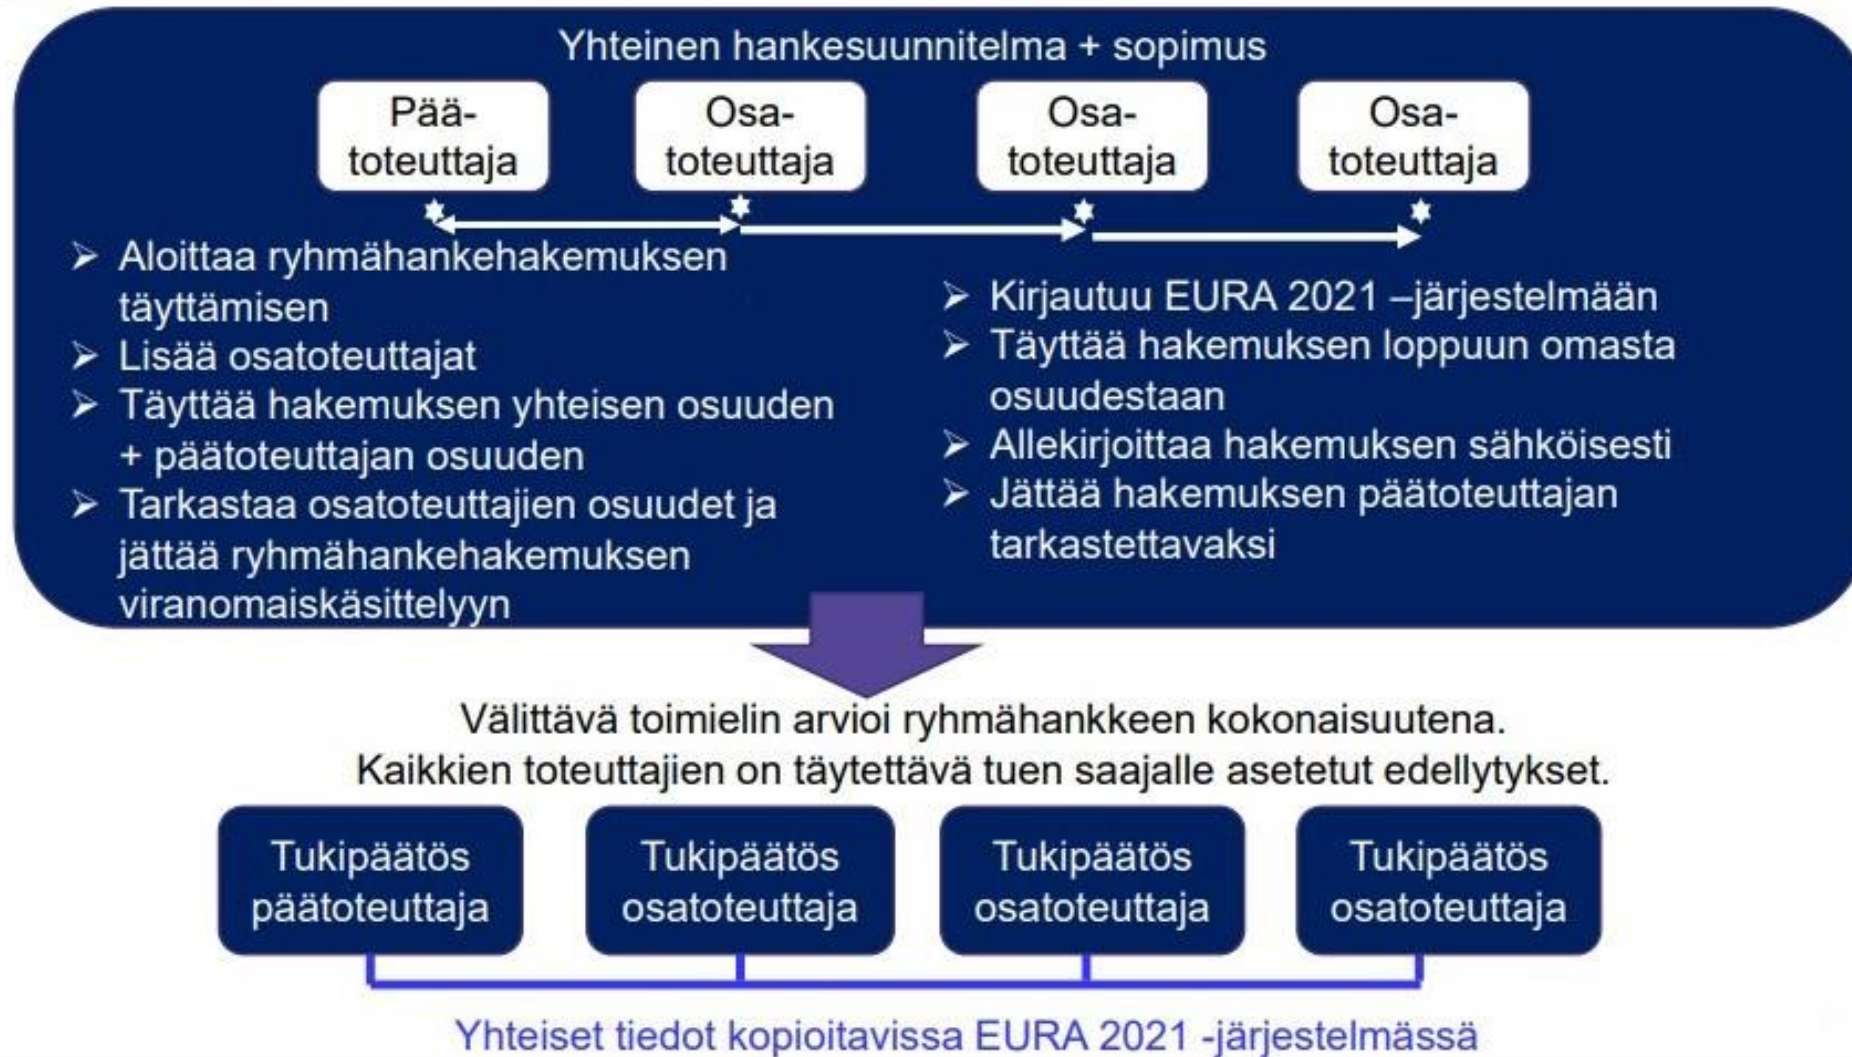 Yhteinen hankesuunnitelma + sopimus
Pää-
toteuttaja
Osa-
toteuttaja
Osa-
toteuttaja
Osa-
toteuttaja
➢ Aloittaa ryhmähankehakemuksen
täyttämisen
➢ Lisää osatoteuttajat
➢ Täyttää hakemuksen yhteisen osuuden
+ päätoteuttajan osuuden
➢ Tarkastaa osatoteuttajien osuudet ja
jättää ryhmähankehakemuksen
viranomaiskäsittelyyn
➢ Kirjautuu EURA 2021 –järjestelmään
➢ Täyttää hakemuksen loppuun omasta
osuudestaan
➢ Allekirjoittaa hakemuksen sähköisesti
➢ Jättää hakemuksen päätoteuttajan
tarkastettavaksi
Välittävä toimielin arvioi ryhmähankkeen kokonaisuutena.
Kaikkien toteuttajien on täytettävä tuen saajalle asetetut edellytykset.
Tukipäätös
päätoteuttaja
Tukipäätös
osatoteuttaja
Tukipäätös
osatoteuttaja
Tukipäätös
osatoteuttaja
Yhteiset tiedot kopioitavissa EURA 2021 -järjestelmässä